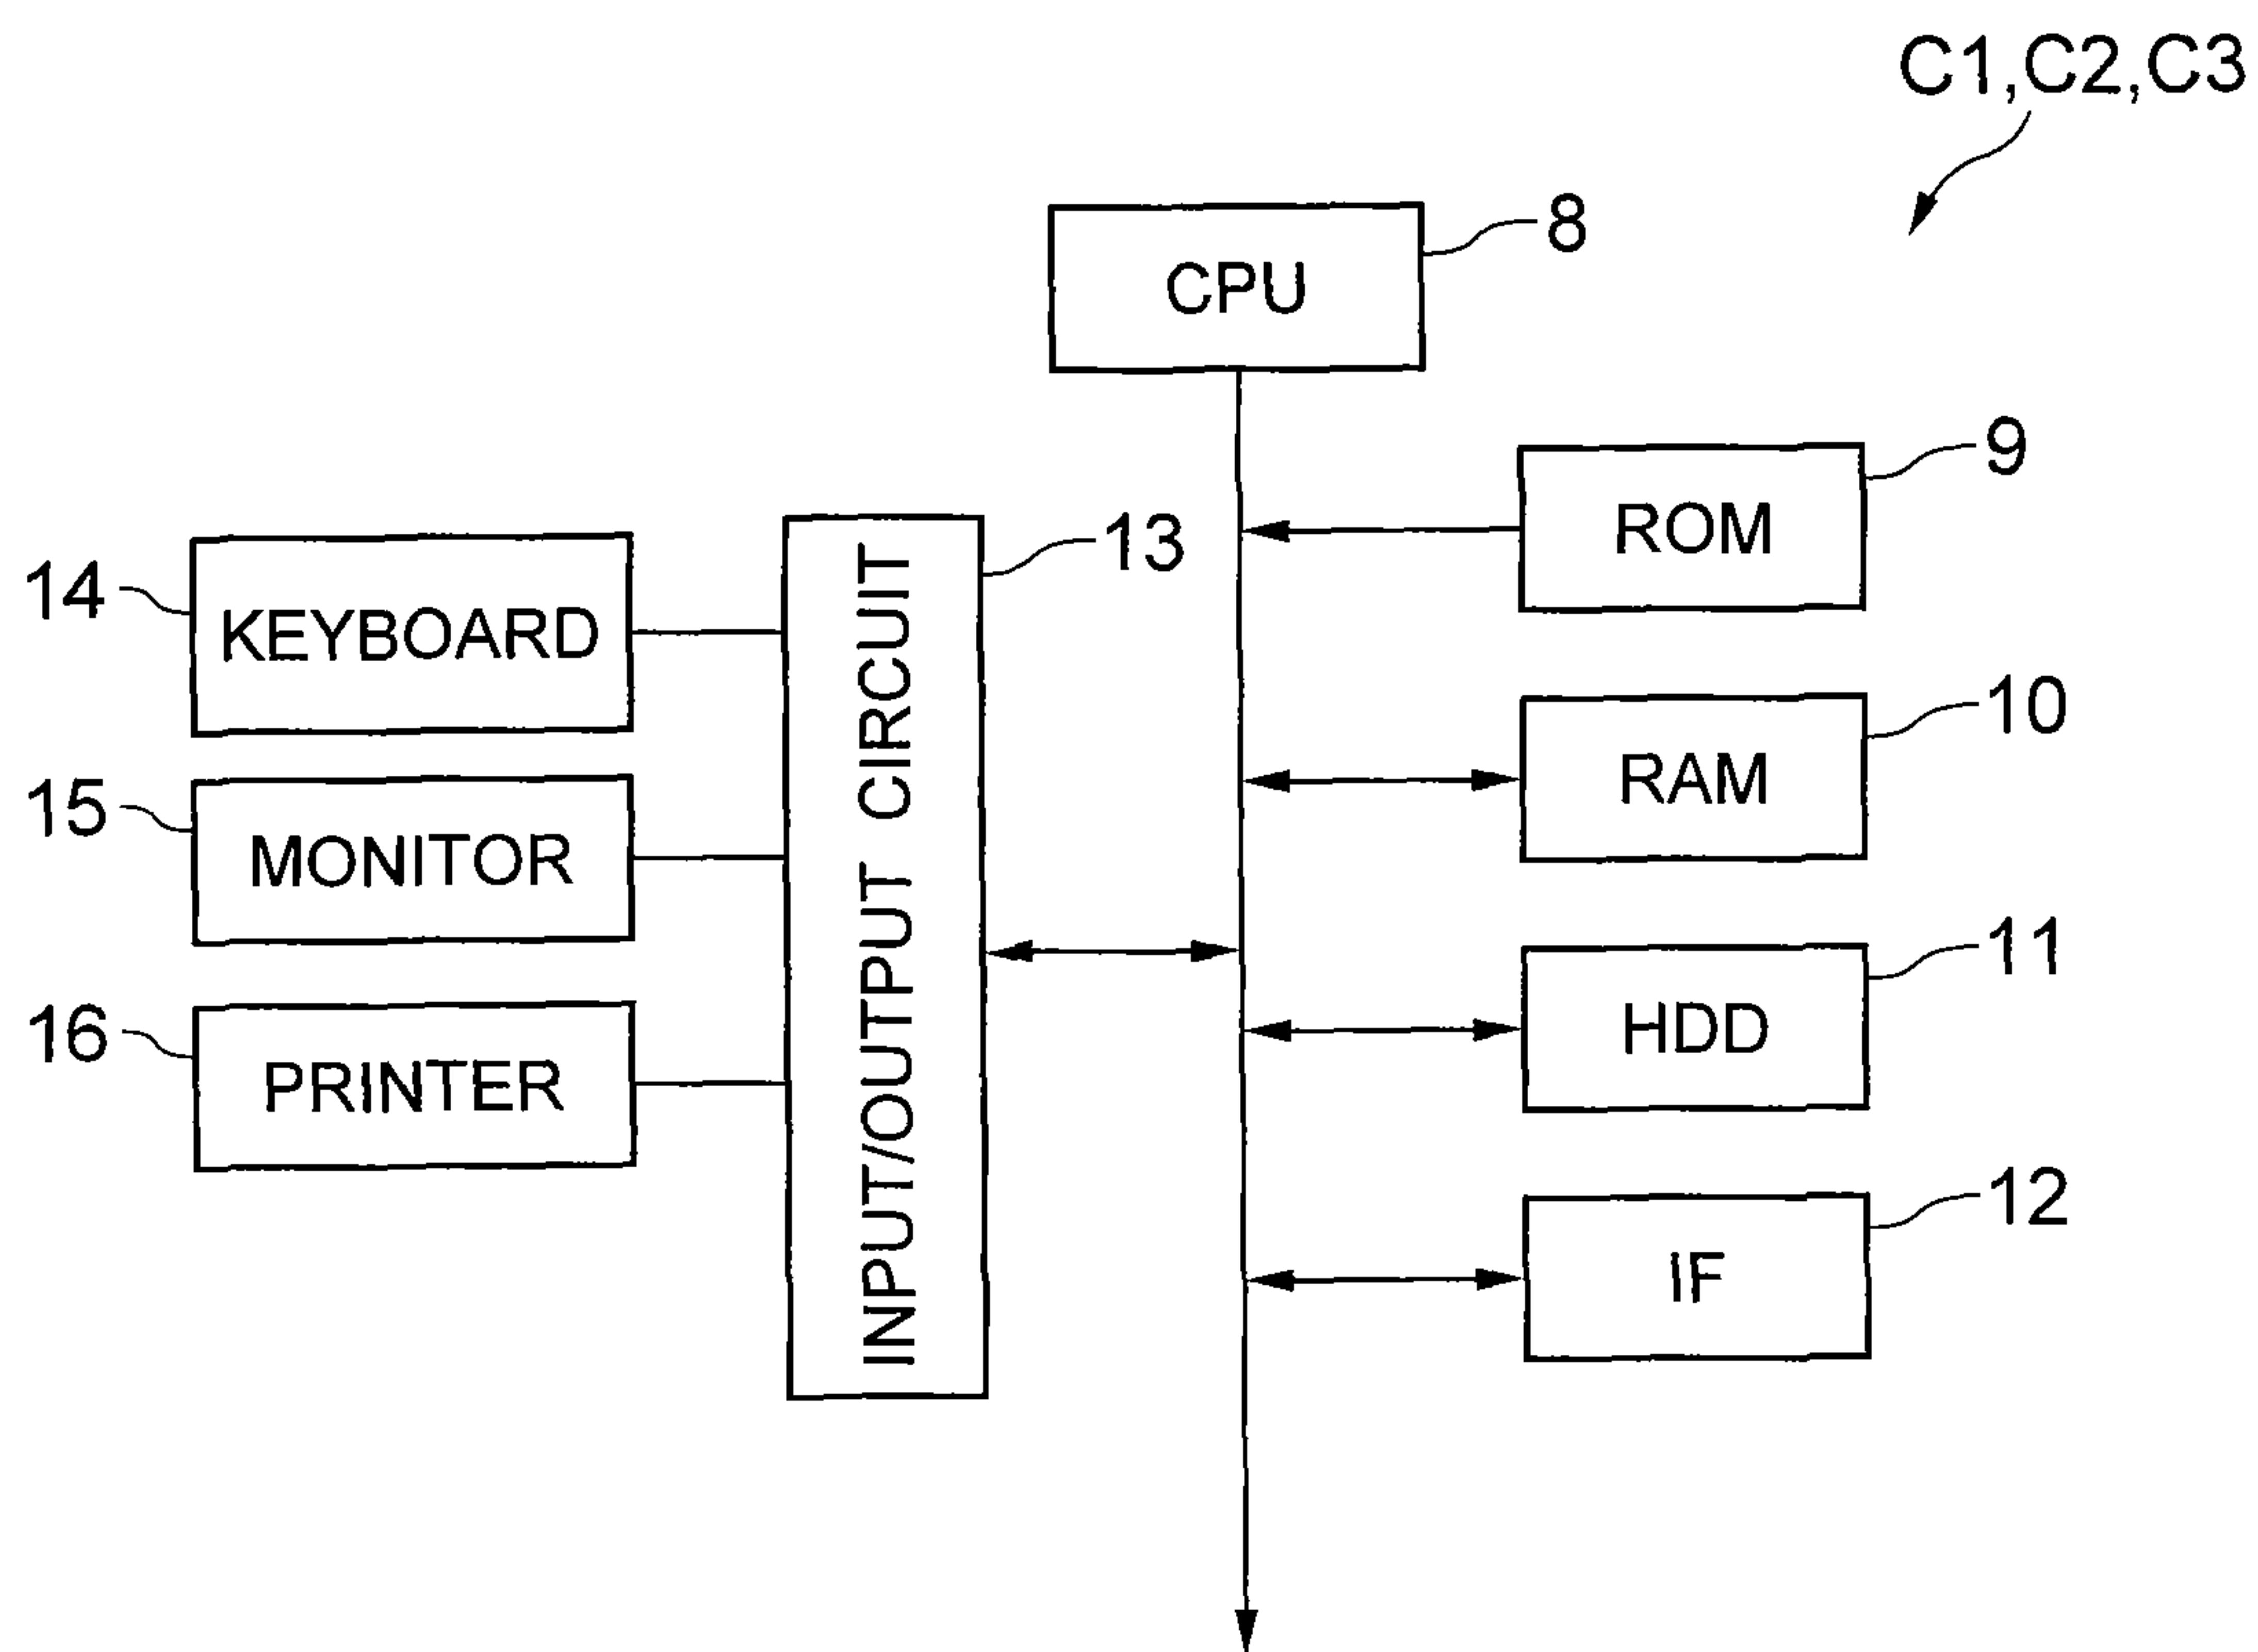 C1,C2,C3
8
CPU
9
ROM
13
14
KEYBOARD
INPUT/OUTPUT CIRCUIT
10
RAM
15
MONITOR
11
HDD
16
PRINTER
12
IF